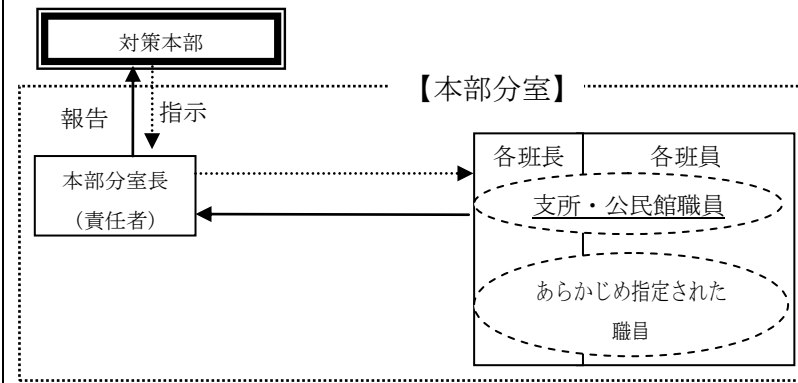 対策本部
【本部分室】
報告
指示
本部分室長
（責任者）
各班長
各班員
支所・公民館職員
あらかじめ指定された
職員